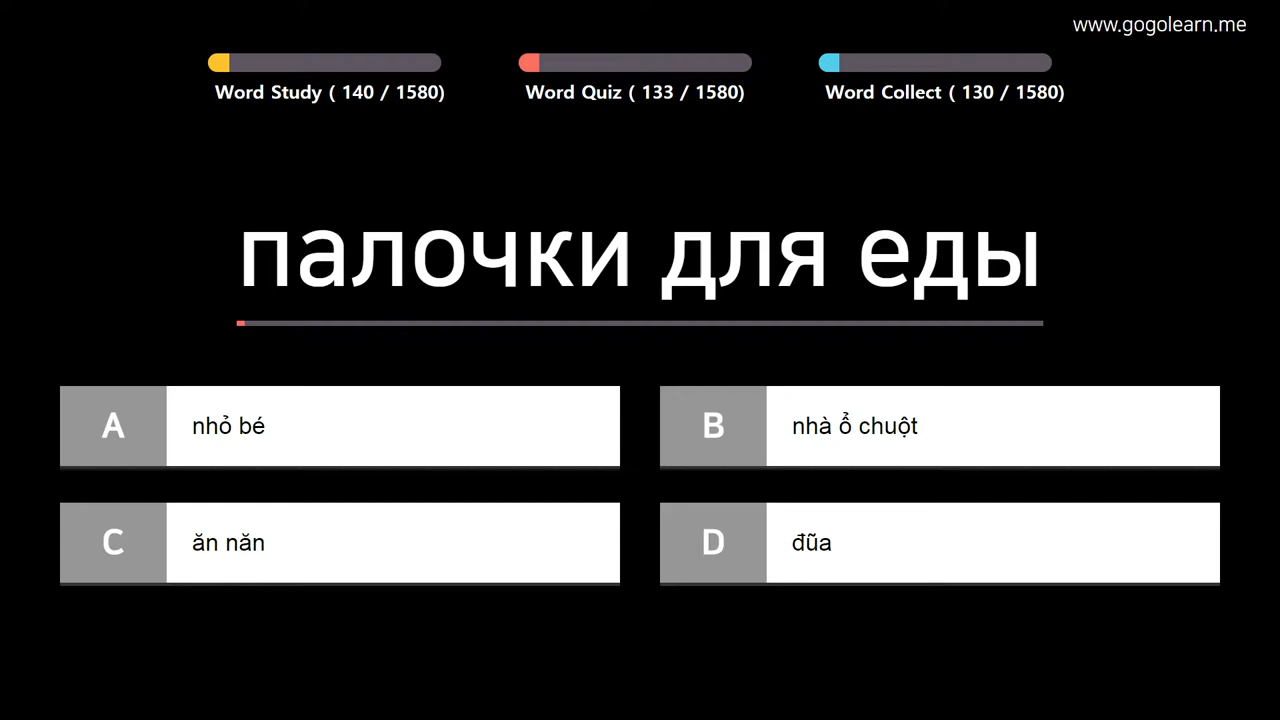 www.gogolearn.me
Word Study ( 140 / 1580)
Word Quiz ( 133 / 1580)
Word Collect ( 130 / 1580)
палочки для еды
A nhỏ bé
B nhà ổ chuột
C ăn năn
D đũa